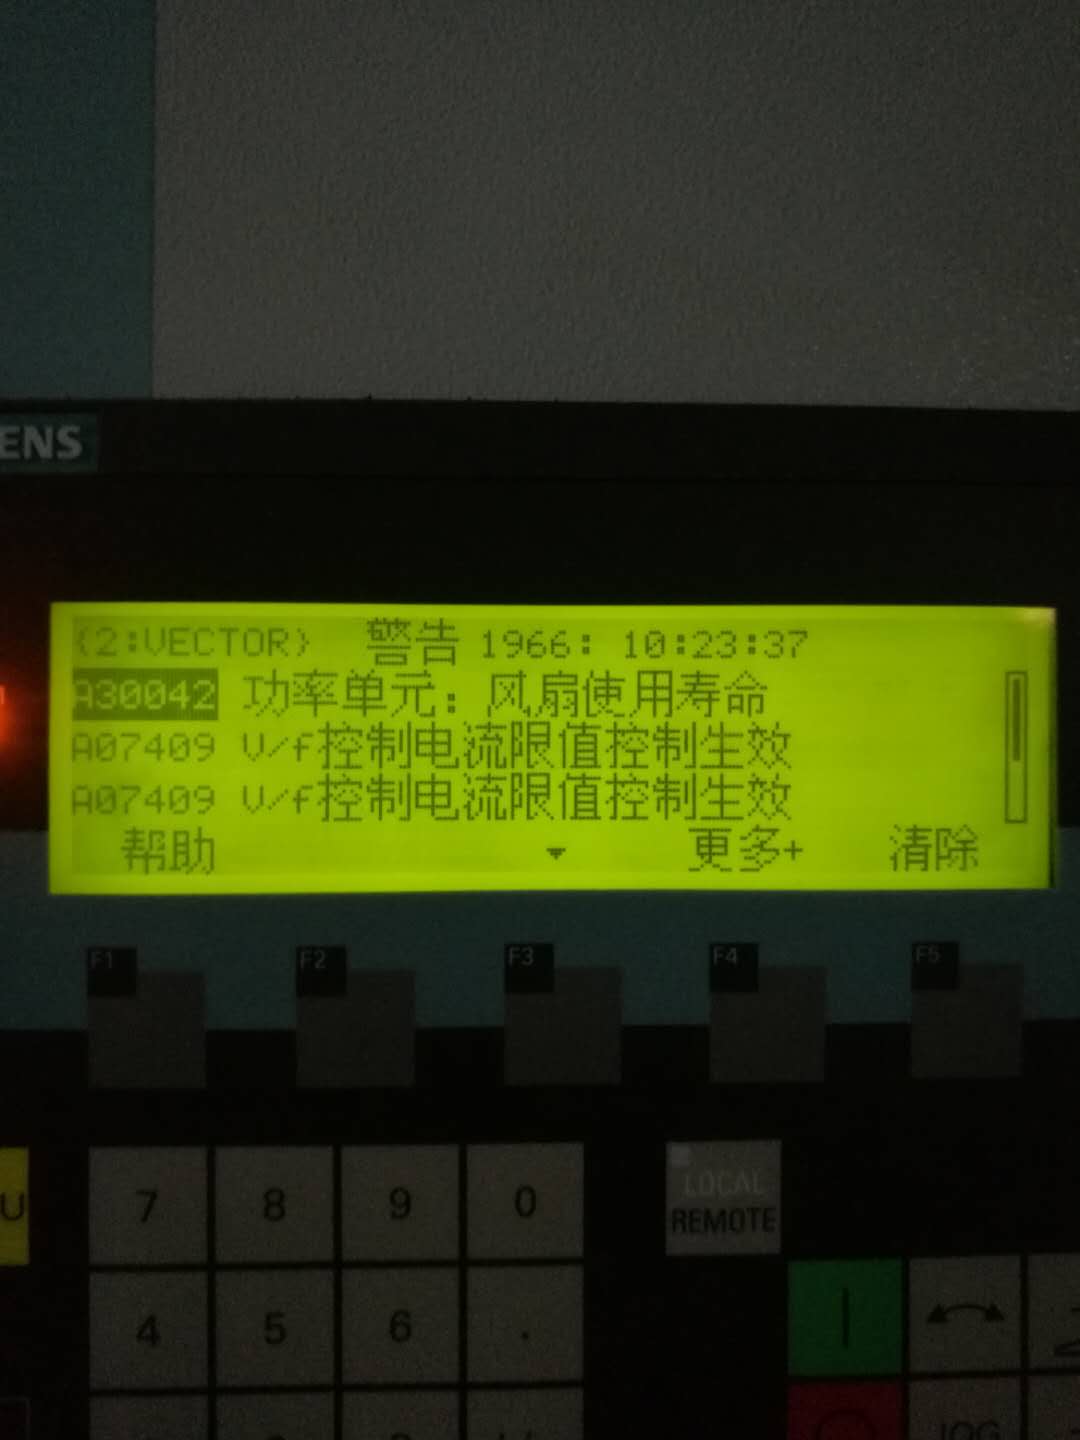 ENS
{2:VECTOR} 警告 1966: 10:23:37
A30042 功率单元: 风扇使用寿命
A07409 U/f控制电流限值控制生效
A07409 U/f控制电流限值控制生效
帮助 更多+ 清除
F1 F2 F3 F4 F5
U 7 8 9 0
LOCAL
REMOTE
4 5 6 .
JOG